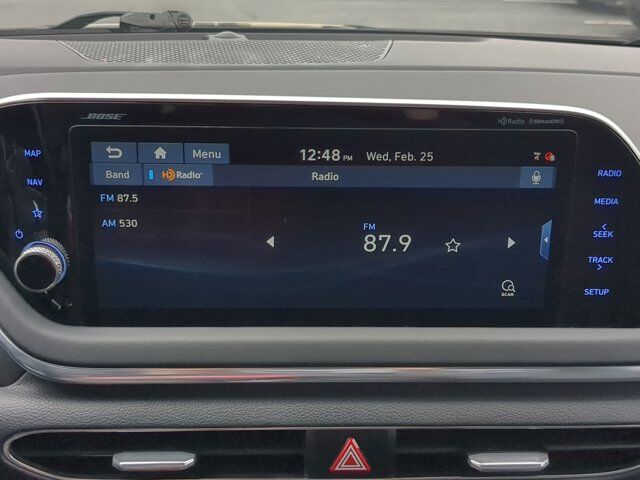 BOSE
HD Radio SiriusXM
MAP
NAV
Menu
12:48 PM Wed, Feb. 25
Band
HD Radio
Radio
FM 87.5
AM 530
FM
87.9
SCAN
RADIO
MEDIA
SEEK
TRACK
SETUP